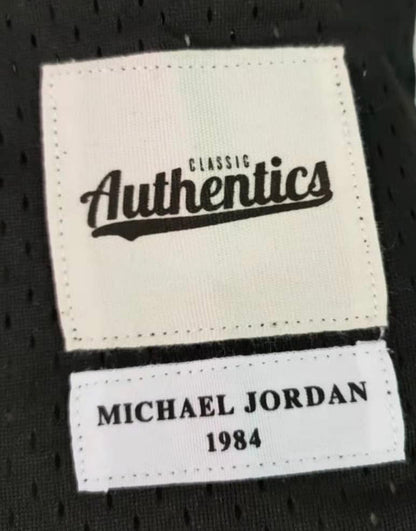 CLASSIC
Authentics
MICHAEL JORDAN
1984